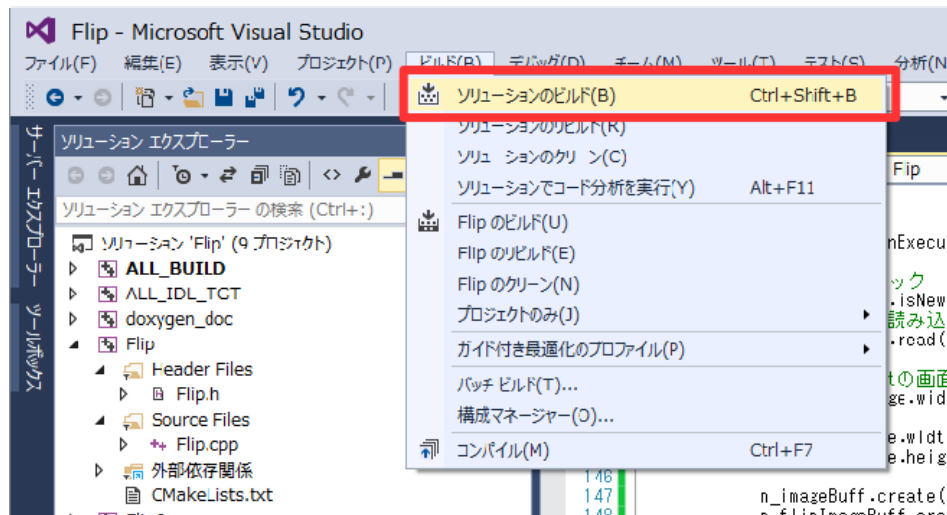 Flip - Microsoft Visual Studio
ファイル(F) 編集(E) 表示(V) プロジェクト(P) ビルド(B) デバッグ(D) チーム(M) ツール(T) テスト(S) 分析(N
ソリューションのビルド(B) Ctrl+Shift+B
ソリューションのリビルド(R)
ソリューションのクリーン(C)
ソリューションでコード分析を実行(Y) Alt+F11
Flip のビルド(U)
Flip のリビルド(E)
Flip のクリーン(N)
プロジェクトのみ(J)
ガイド付き最適化のプロファイル(P)
バッチ ビルド(T)...
構成マネージャー(O)...
コンパイル(M) Ctrl+F7
サーバー エクスプローラー
ツールボックス
ソリューション エクスプローラー
ソリューション エクスプローラー の検索 (Ctrl+:)
ソリューション 'Flip' (9 プロジェクト)
ALL_BUILD
ALL_IDL_TGT
doxygen_doc
Flip
Header Files
Flip.h
Source Files
Flip.cpp
外部依存関係
CMakeLists.txt
Flip
nExecu
ック
.isNew
読み込
.read(
tの画面
ge.wid
e.widt
e.heig
146
147 m_imageBuff.create(
148 m_flipImageBuff.cre